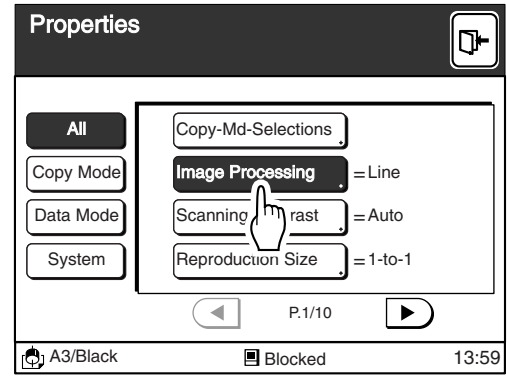 Properties
All
Copy-Md-Selections
Copy Mode
Image Processing =Line
Data Mode
Scanning rast =Auto
System
Reproduction Size =1-to-1
P.1/10
A3/Black
Blocked
13:59